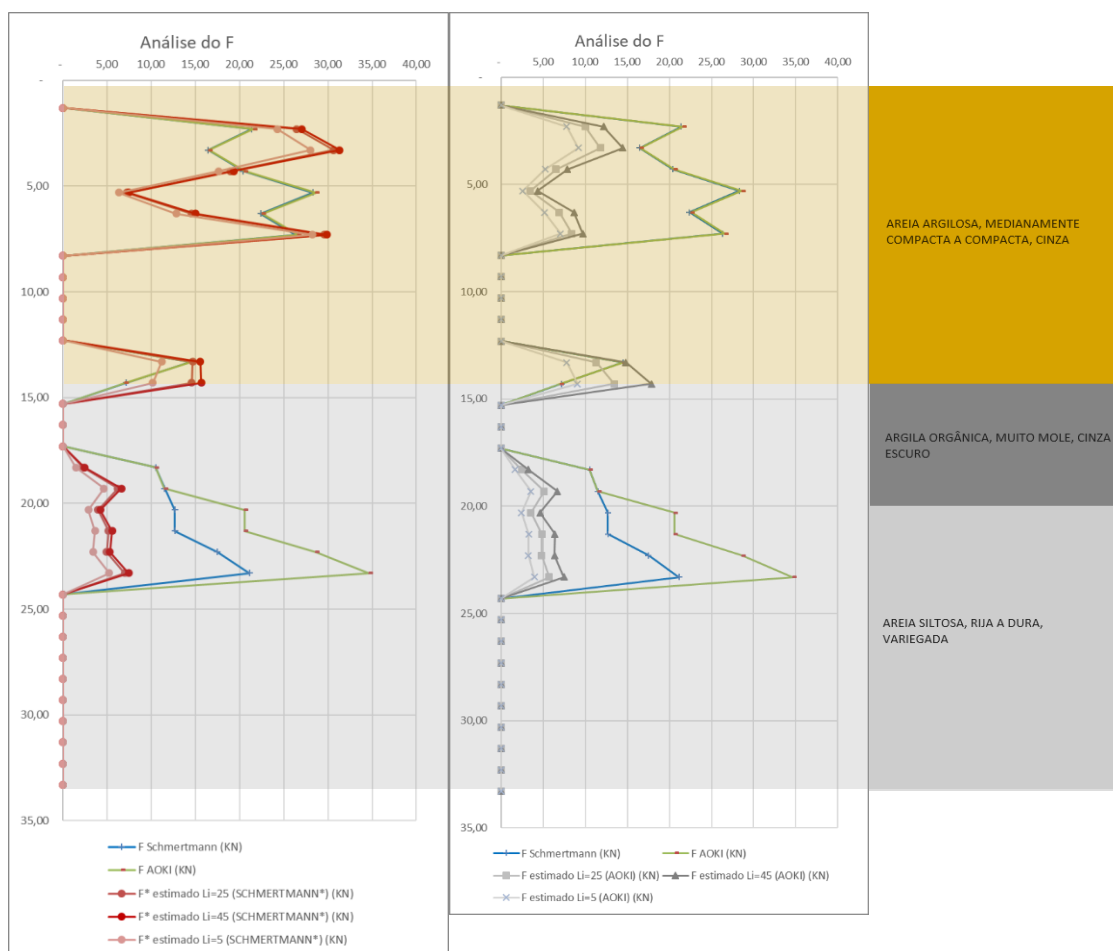 Análise do F
- 5,00 10,00 15,00 20,00 25,00 30,00 35,00 40,00
-
5,00
10,00
15,00
20,00
25,00
30,00
35,00
F Schmertmann (KN)
F AOKI (KN)
F* estimado Li=25 (SCHMERTMANN*) (KN)
F* estimado Li=45 (SCHMERTMANN*) (KN)
F* estimado Li=5 (SCHMERTMANN*) (KN)
Análise do F
- 5,00 10,00 15,00 20,00 25,00 30,00 35,00 40,00
-
5,00
10,00
15,00
20,00
25,00
30,00
35,00
F Schmertmann (KN) F AOKI (KN)
F estimado Li=25 (AOKI) (KN) F estimado Li=45 (AOKI) (KN)
F estimado Li=5 (AOKI) (KN)
AREIA ARGILOSA, MEDIANAMENTE
COMPACTA A COMPACTA, CINZA
ARGILA ORGÂNICA, MUITO MOLE, CINZA
ESCURO
AREIA SILTOSA, RIJA A DURA,
VARIEGADA